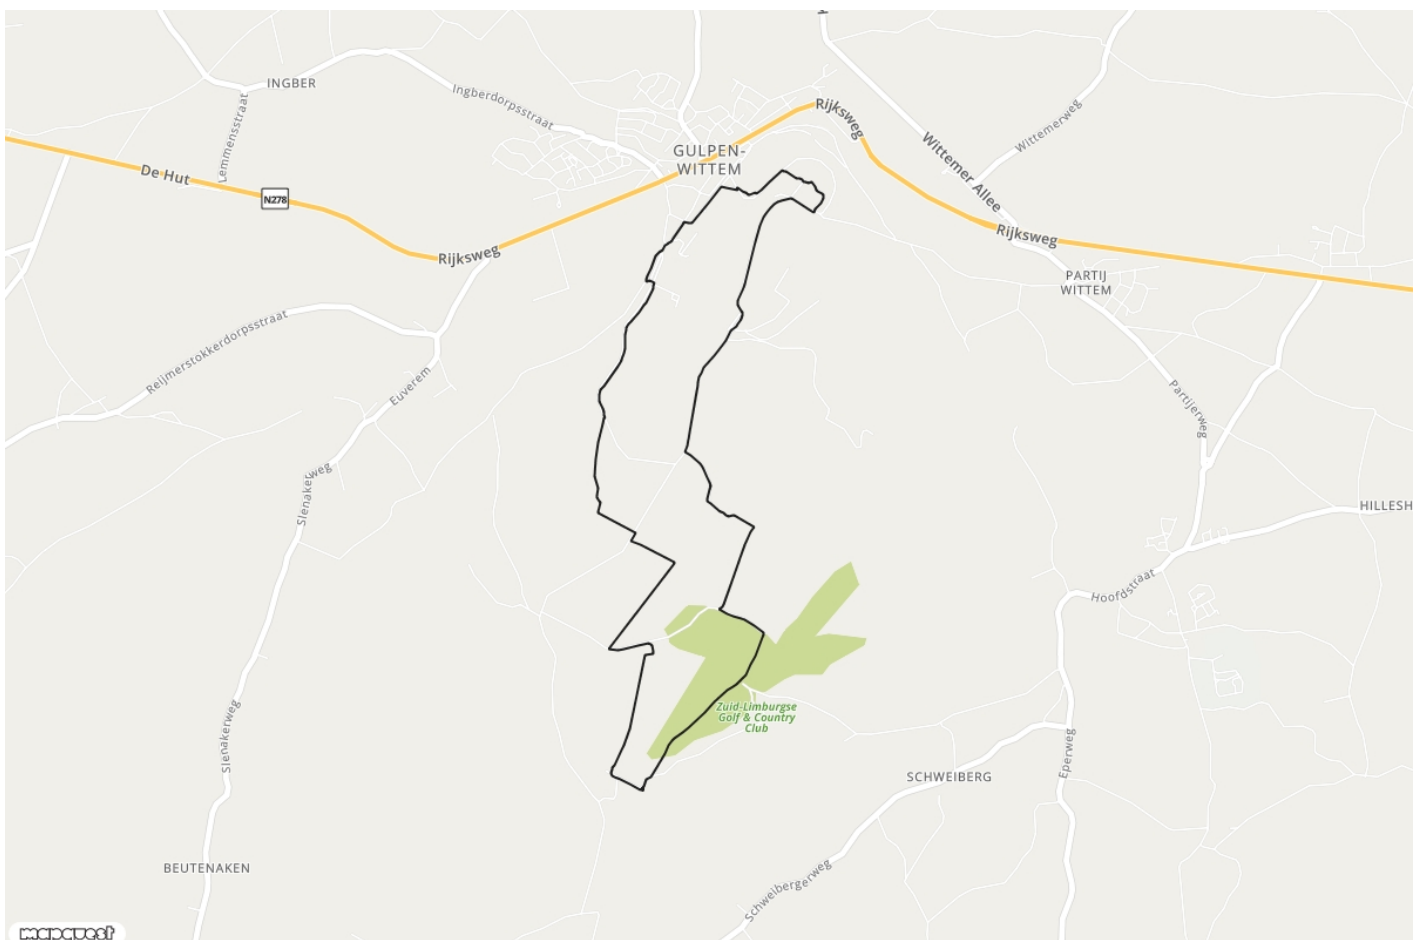 INGBER
Ingberdorpsstraat
Lemmensstraat
Rijksweg
Wittemerweg
GULPEN-
WITTEM
Wittemer Allee
De Hut
N278
Rijksweg
Rijksweg
PARTIJ
WITTEM
Reijmerstokkerdorpsstraat
Euverem
Partijerweg
Slenakerweg
HILLESH
Hoofdstraat
Zuid-Limburgse
Golf & Country
Club
Slenakerweg
Eperweg
SCHWEIBERG
BEUTENAKEN
Schweibergerweg
mapquest